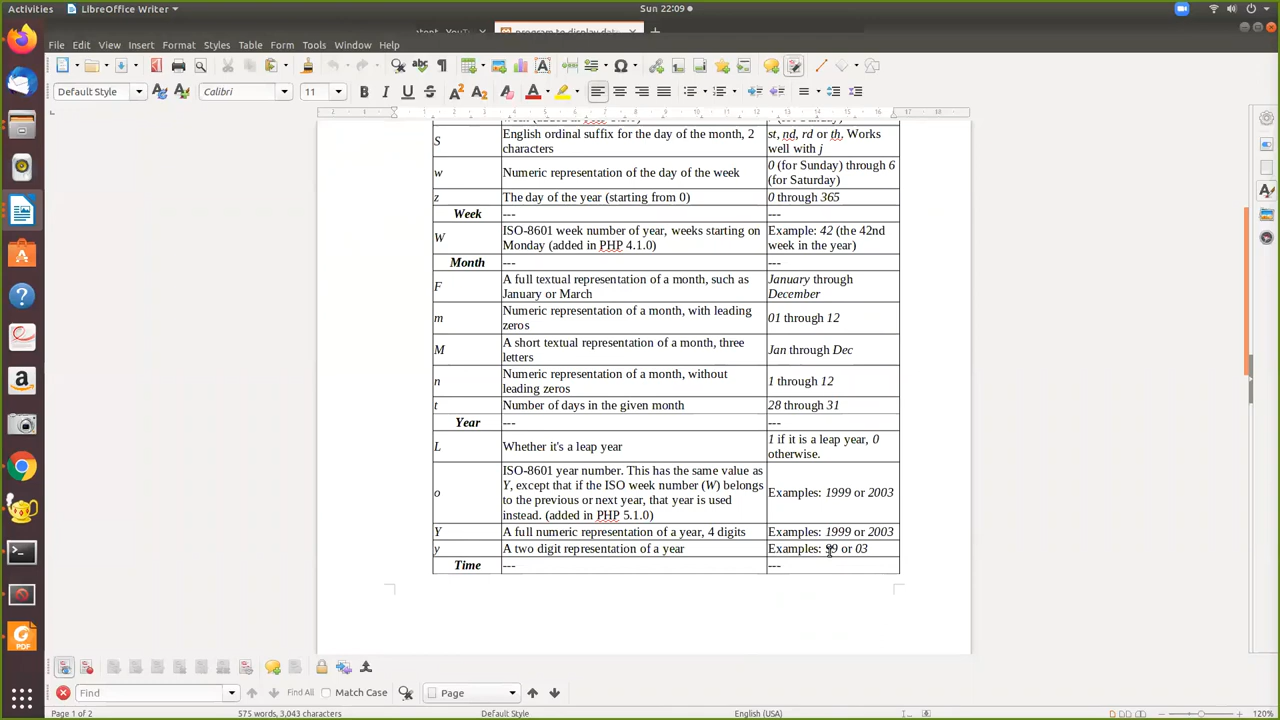 Activities LibreOffice Writer Sun 22:09
program to display dat
File Edit View Insert Format Styles Table Form Tools Window Help
Default Style Calibri 11
S English ordinal suffix for the day of the month, 2 characters st, nd, rd or th. Works well with j
w Numeric representation of the day of the week 0 (for Sunday) through 6 (for Saturday)
z The day of the year (starting from 0) 0 through 365
Week --- ---
W ISO-8601 week number of year, weeks starting on Monday (added in PHP 4.1.0) Example: 42 (the 42nd week in the year)
Month --- ---
F A full textual representation of a month, such as January or March January through December
m Numeric representation of a month, with leading zeros 01 through 12
M A short textual representation of a month, three letters Jan through Dec
n Numeric representation of a month, without leading zeros 1 through 12
t Number of days in the given month 28 through 31
Year --- ---
L Whether it's a leap year 1 if it is a leap year, 0 otherwise.
o ISO-8601 year number. This has the same value as Y, except that if the ISO week number (W) belongs to the previous or next year, that year is used instead. (added in PHP 5.1.0) Examples: 1999 or 2003
Y A full numeric representation of a year, 4 digits Examples: 1999 or 2003
y A two digit representation of a year Examples: 99 or 03
Time --- ---
Find Find All Match Case Page
Page 1 of 2 575 words, 3,043 characters Default Style English (USA) 120%